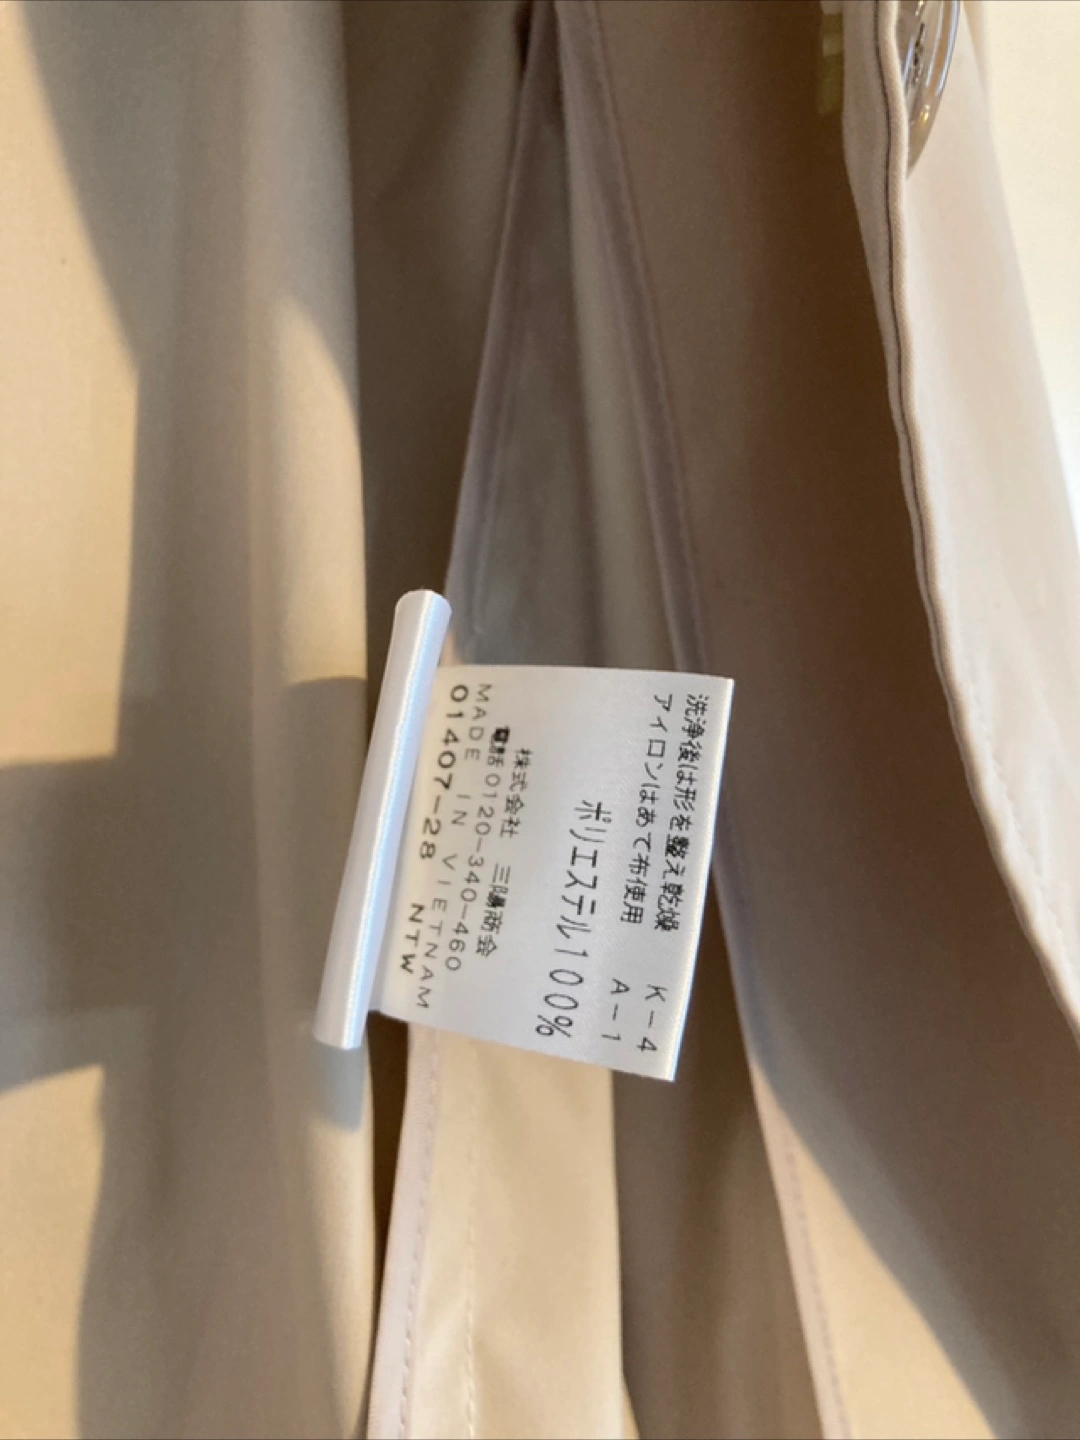 洗浄後は形を整え乾燥 K-4
アイロンはあて布使用 A-1
ポリエステル100%
株式会社 三陽商会
電話0120-340-460
MADE IN VIETNAM
01407-28 NTW